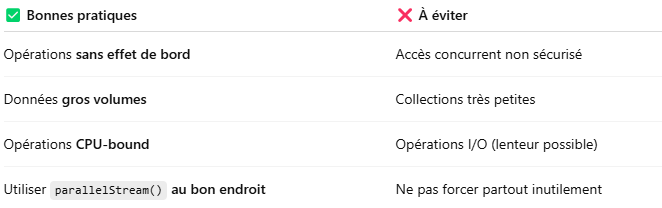 ✅ Bonnes pratiques ❌ À éviter
Opérations sans effet de bord Accès concurrent non sécurisé
Données gros volumes Collections très petites
Opérations CPU-bound Opérations I/O (lenteur possible)
Utiliser parallelStream() au bon endroit Ne pas forcer partout inutilement